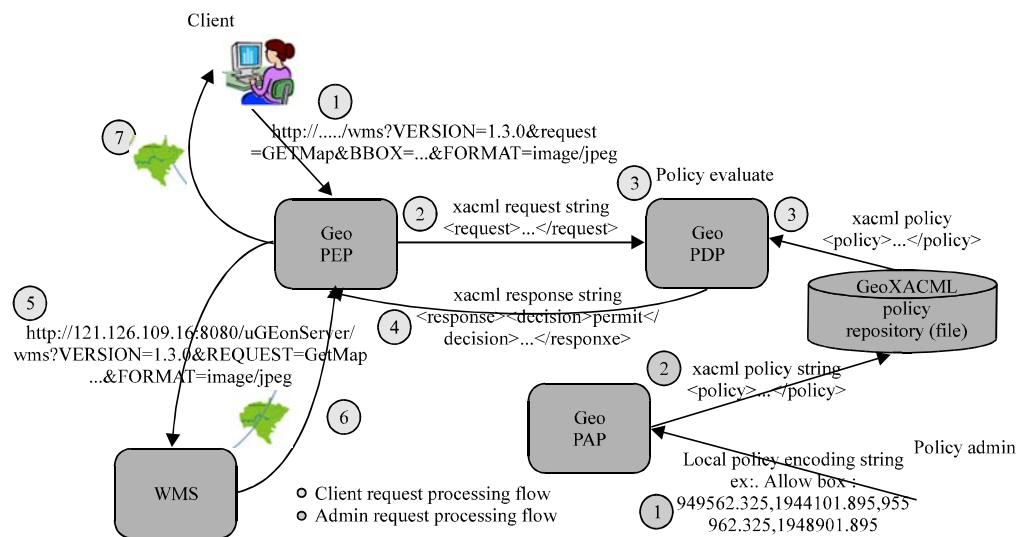 Client
1
http://...../wms?VERSION=1.3.0&request
=GETMap&BBOX=...&FORMAT=image/jpeg
7
3
Policy evaluate
2
xacml request string
<request>...</request>
3
xacml policy
<policy>...</policy>
Geo
PEP
Geo
PDP
GeoXACML
policy
repository (file)
5
http://121.126.109.16:8080/uGEonServer/
wms?VERSION=1.3.0&REQUEST=GetMap
...&FORMAT=image/jpeg
4
xacml response string
<response><decision>permit</
decision>...</responxe>
2
xacml policy string
<policy>...</policy>
6
Geo
PAP
Policy admin
WMS
Client request processing flow
Admin request processing flow
1
Local policy encoding string
ex:. Allow box :
949562.325,1944101.895,955
962.325,1948901.895